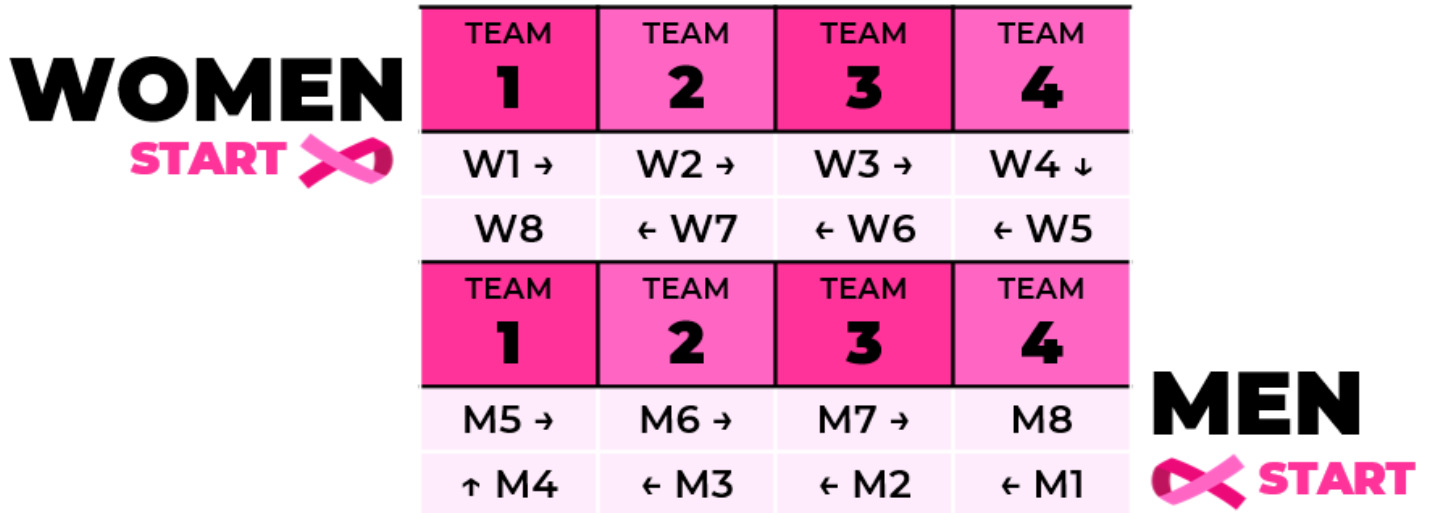 WOMEN
START
TEAM TEAM TEAM TEAM
1 2 3 4
W1 → W2 → W3 → W4 ↓
W8 ← W7 ← W6 ← W5
TEAM TEAM TEAM TEAM
1 2 3 4
M5 → M6 → M7 → M8
↑ M4 ← M3 ← M2 ← M1
MEN
START